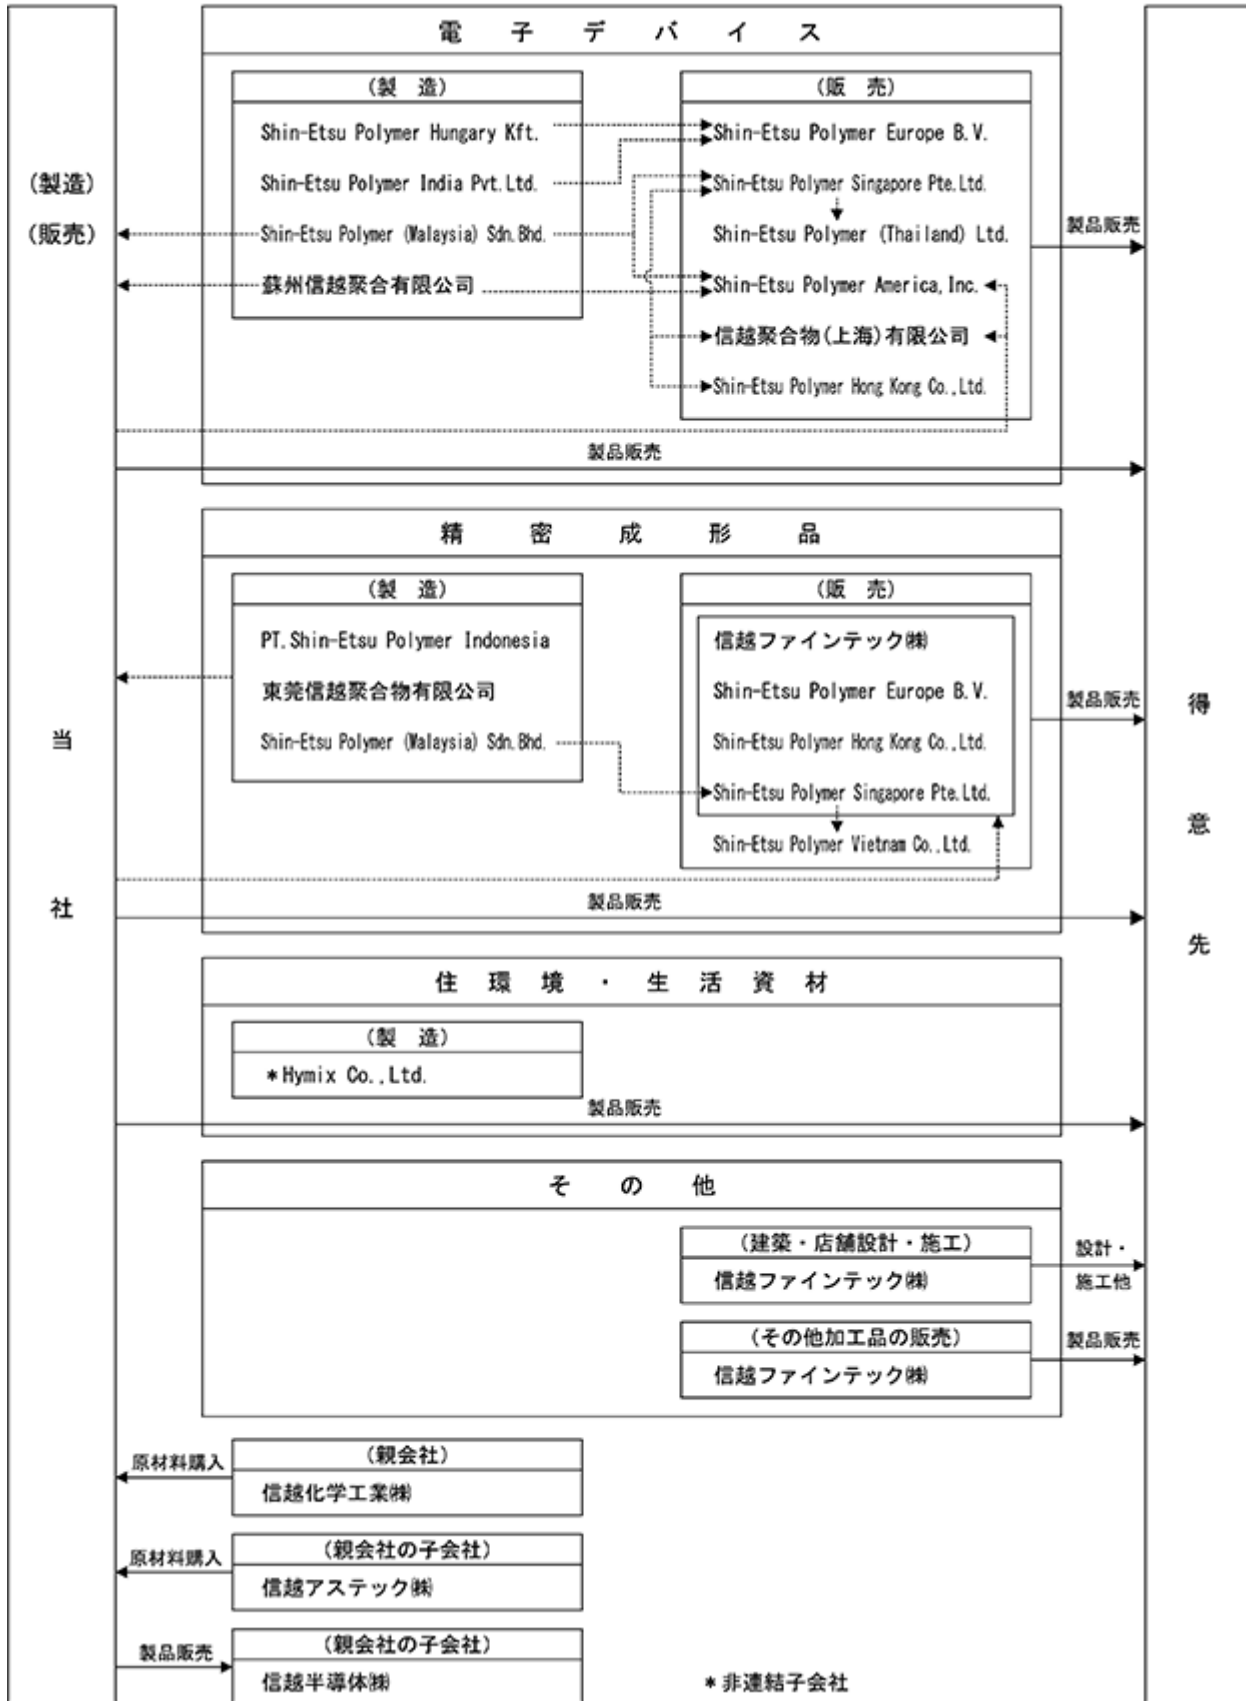 電子デバイス
(製造)
(販売)
(製 造)
Shin-Etsu Polymer Hungary Kft.
Shin-Etsu Polymer India Pvt.Ltd.
Shin-Etsu Polymer (Malaysia) Sdn.Bhd.
蘇州信越聚合有限公司
(販 売)
Shin-Etsu Polymer Europe B.V.
Shin-Etsu Polymer Singapore Pte.Ltd.
Shin-Etsu Polymer (Thailand) Ltd.
Shin-Etsu Polymer America,Inc.
信越聚合物(上海)有限公司
Shin-Etsu Polymer Hong Kong Co.,Ltd.
製品販売
製品販売
精密成形品
(製 造)
PT.Shin-Etsu Polymer Indonesia
東莞信越聚合物有限公司
Shin-Etsu Polymer (Malaysia) Sdn.Bhd.
(販 売)
信越ファインテック㈱
Shin-Etsu Polymer Europe B.V.
Shin-Etsu Polymer Hong Kong Co.,Ltd.
Shin-Etsu Polymer Singapore Pte.Ltd.
Shin-Etsu Polymer Vietnam Co.,Ltd.
製品販売
製品販売
当社
得意先
住環境・生活資材
(製 造)
*Hymix Co.,Ltd.
製品販売
その他
(建築・店舗設計・施工)
信越ファインテック㈱
設計・
施工他
(その他加工品の販売)
信越ファインテック㈱
製品販売
原材料購入
(親会社)
信越化学工業㈱
原材料購入
(親会社の子会社)
信越アステック㈱
製品販売
(親会社の子会社)
信越半導体㈱
*非連結子会社